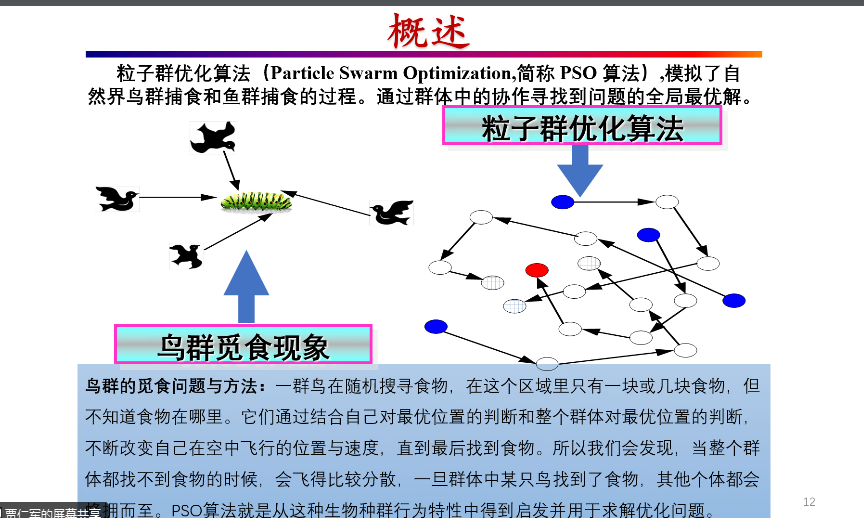 概述
粒子群优化算法（Particle Swarm Optimization,简称 PSO 算法）,模拟了自
然界鸟群捕食和鱼群捕食的过程。通过群体中的协作寻找到问题的全局最优解。
粒子群优化算法
鸟群觅食现象
鸟群的觅食问题与方法：一群鸟在随机搜寻食物，在这个区域里只有一块或几块食物，但
不知道食物在哪里。它们通过结合自己对最优位置的判断和整个群体对最优位置的判断，
不断改变自己在空中飞行的位置与速度，直到最后找到食物。所以我们会发现，当整个群
体都找不到食物的时候，会飞得比较分散，一旦群体中某只鸟找到了食物，其他个体都会
拥而至。PSO算法就是从这种生物种群行为特性中得到启发并用于求解优化问题。
12
贾仁军的屏幕共享